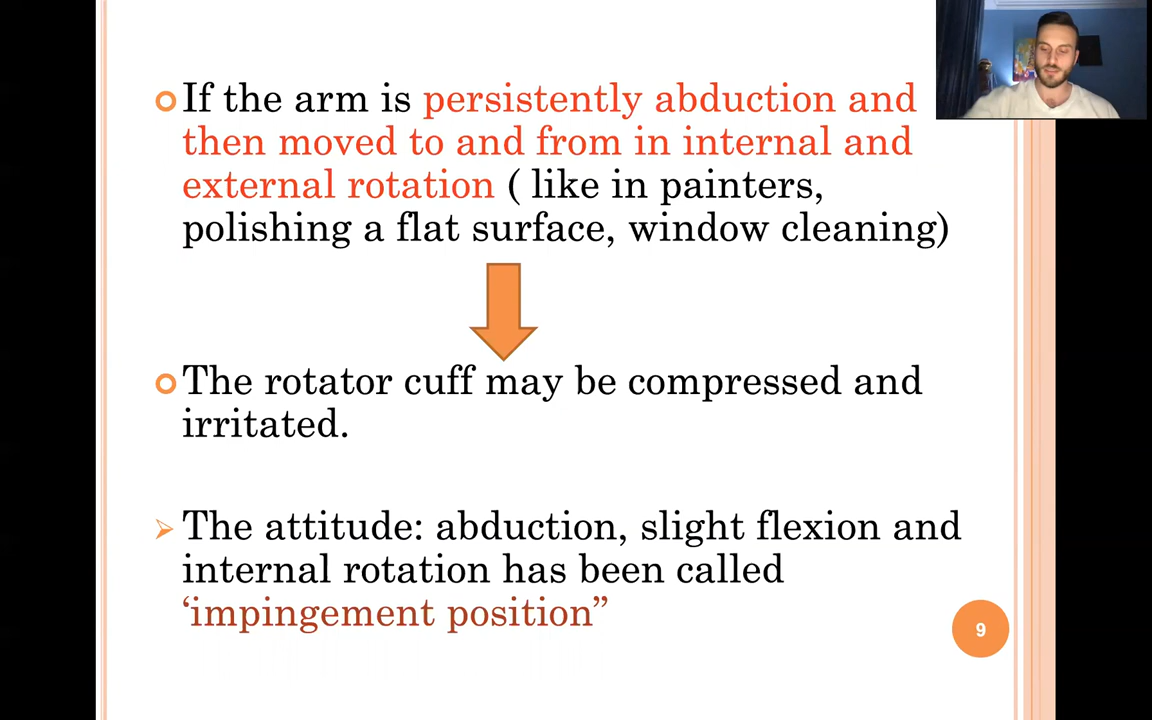 If the arm is persistently abduction and
then moved to and from in internal and
external rotation ( like in painters,
polishing a flat surface, window cleaning)
The rotator cuff may be compressed and
irritated.
The attitude: abduction, slight flexion and
internal rotation has been called
‘impingement position”
9